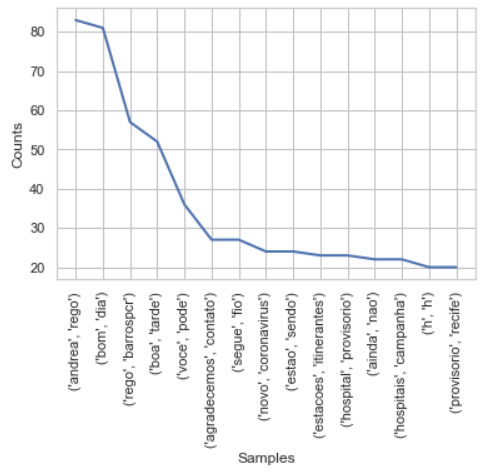 80
70
60
50
40
30
20
Counts
('andrea', 'rego')
('bom', 'dia')
('rego', 'barrospcr')
('boa', 'tarde')
('voce', 'pode')
('agradecemos', 'contato')
('segue', 'fio')
('novo', 'coronavirus')
('estao', 'sendo')
('estacoes', 'itinerantes')
('hospital', 'provisorio')
('ainda', 'nao')
('hospitais', 'campanha')
('h', 'h')
('provisorio', 'recife')
Samples